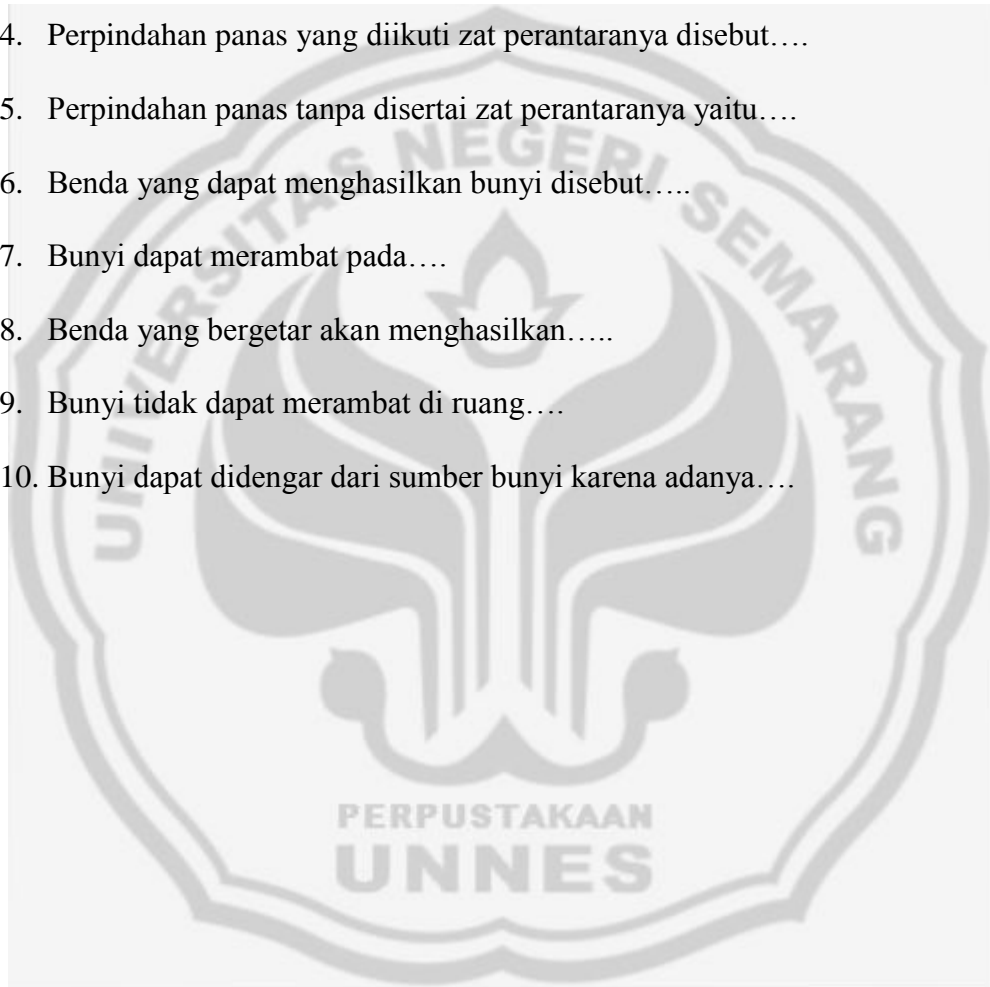 4. Perpindahan panas yang diikuti zat perantaranya disebut….
5. Perpindahan panas tanpa disertai zat perantaranya yaitu….
6. Benda yang dapat menghasilkan bunyi disebut…..
7. Bunyi dapat merambat pada….
8. Benda yang bergetar akan menghasilkan…..
9. Bunyi tidak dapat merambat di ruang….
10. Bunyi dapat didengar dari sumber bunyi karena adanya….
UNIVERSITAS NEGERI SEMARANG
PERPUSTAKAAN
UNNES